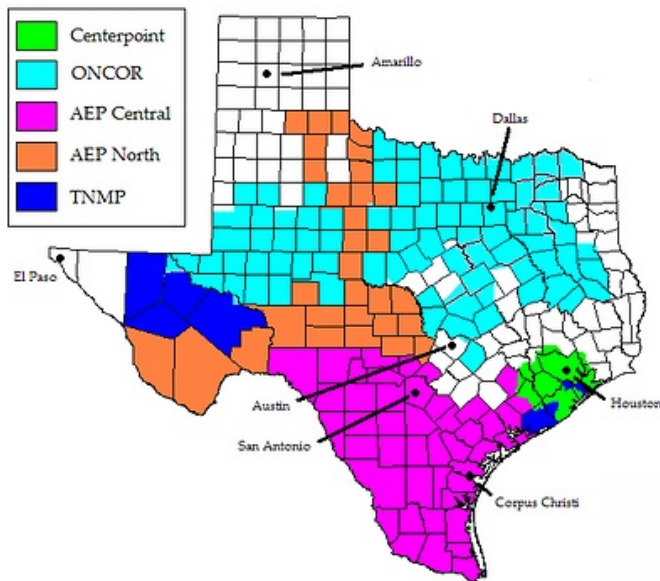 Centerpoint
ONCOR
AEP Central
AEP North
TNMP
Amarillo
Dallas
El Paso
Austin
San Antonio
Houston
Corpus Christi